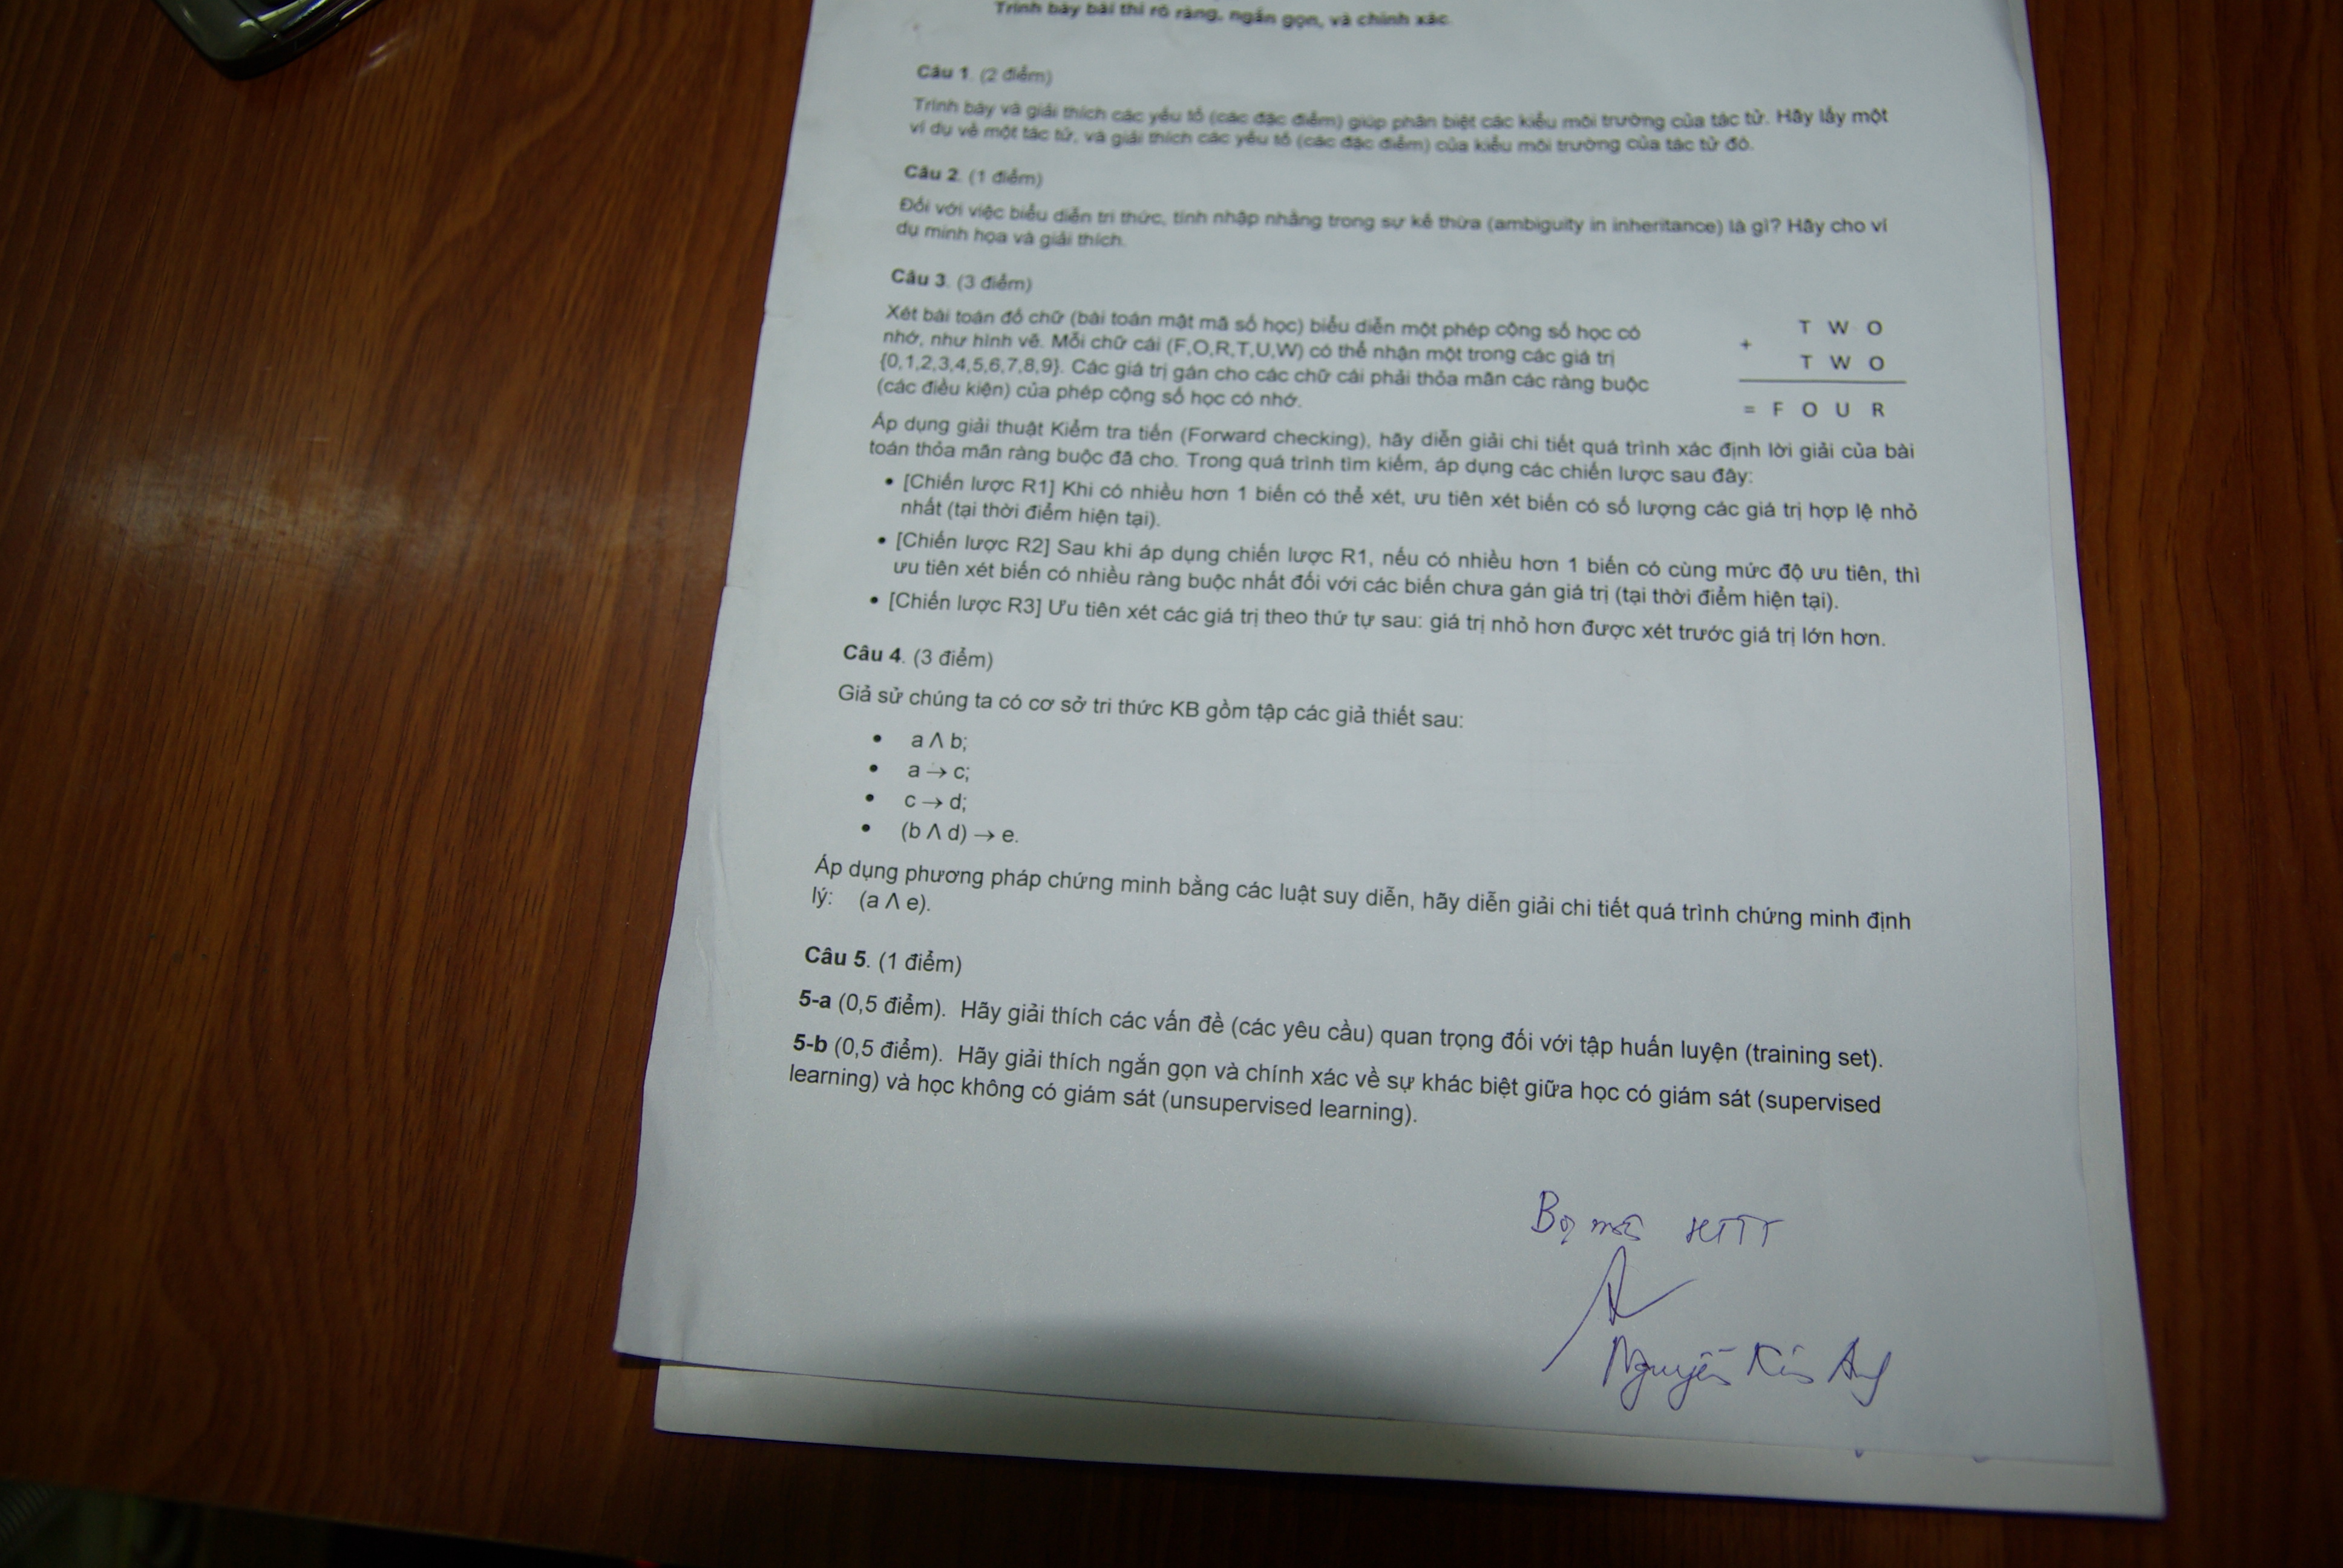 Trình bày bài thi rõ ràng, ngắn gọn, và chính xác.
Câu 1. (2 điểm)
Trình bày và giải thích các yếu tố (các đặc điểm) giúp phân biệt các kiểu môi trường của tác tử. Hãy lấy một
ví dụ về một tác tử, và giải thích các yếu tố (các đặc điểm) của kiểu môi trường của tác tử đó.
Câu 2. (1 điểm)
Đối với việc biểu diễn tri thức, tính nhập nhằng trong sự kế thừa (ambiguity in inheritance) là gì? Hãy cho ví
dụ minh họa và giải thích.
Câu 3. (3 điểm)
Xét bài toán đố chữ (bài toán mật mã số học) biểu diễn một phép cộng số học có
nhớ, như hình vẽ. Mỗi chữ cái (F,O,R,T,U,W) có thể nhận một trong các giá trị
{0,1,2,3,4,5,6,7,8,9}. Các giá trị gán cho các chữ cái phải thỏa mãn các ràng buộc
(các điều kiện) của phép cộng số học có nhớ.
T W O
+
T W O
= F O U R
Áp dụng giải thuật Kiểm tra tiến (Forward checking), hãy diễn giải chi tiết quá trình xác định lời giải của bài
toán thỏa mãn ràng buộc đã cho. Trong quá trình tìm kiếm, áp dụng các chiến lược sau đây:
• [Chiến lược R1] Khi có nhiều hơn 1 biến có thể xét, ưu tiên xét biến có số lượng các giá trị hợp lệ nhỏ
nhất (tại thời điểm hiện tại).
• [Chiến lược R2] Sau khi áp dụng chiến lược R1, nếu có nhiều hơn 1 biến có cùng mức độ ưu tiên, thì
ưu tiên xét biến có nhiều ràng buộc nhất đối với các biến chưa gán giá trị (tại thời điểm hiện tại).
• [Chiến lược R3] Ưu tiên xét các giá trị theo thứ tự sau: giá trị nhỏ hơn được xét trước giá trị lớn hơn.
Câu 4. (3 điểm)
Giả sử chúng ta có cơ sở tri thức KB gồm tập các giả thiết sau:
• a Λ b;
• a → c;
• c → d;
• (b Λ d) → e.
Áp dụng phương pháp chứng minh bằng các luật suy diễn, hãy diễn giải chi tiết quá trình chứng minh định
lý: (a Λ e).
Câu 5. (1 điểm)
5-a (0,5 điểm). Hãy giải thích các vấn đề (các yêu cầu) quan trọng đối với tập huấn luyện (training set).
5-b (0,5 điểm). Hãy giải thích ngắn gọn và chính xác về sự khác biệt giữa học có giám sát (supervised
learning) và học không có giám sát (unsupervised learning).
Bộ môn HTTT
Nguyễn Kim Anh